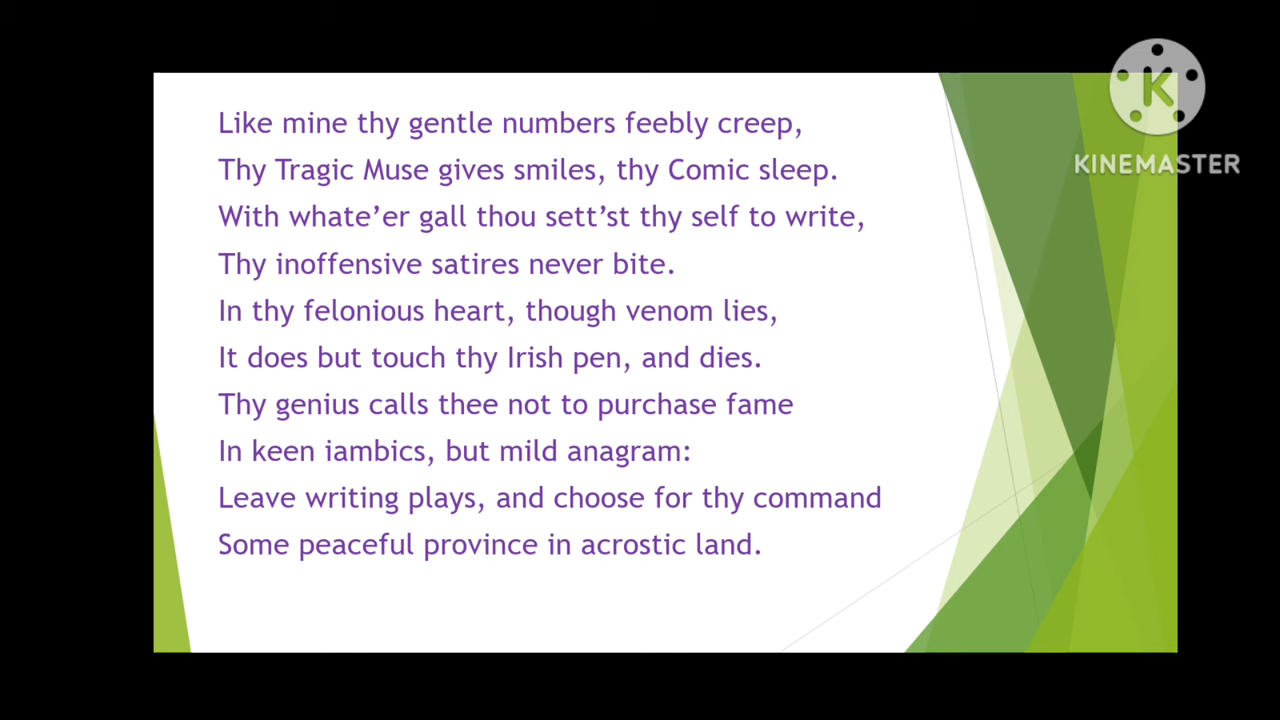 Like mine thy gentle numbers feebly creep,
Thy Tragic Muse gives smiles, thy Comic sleep.
With whate’er gall thou sett’st thy self to write,
Thy inoffensive satires never bite.
In thy felonious heart, though venom lies,
It does but touch thy Irish pen, and dies.
Thy genius calls thee not to purchase fame
In keen iambics, but mild anagram:
Leave writing plays, and choose for thy command
Some peaceful province in acrostic land.
K
KINEMASTER